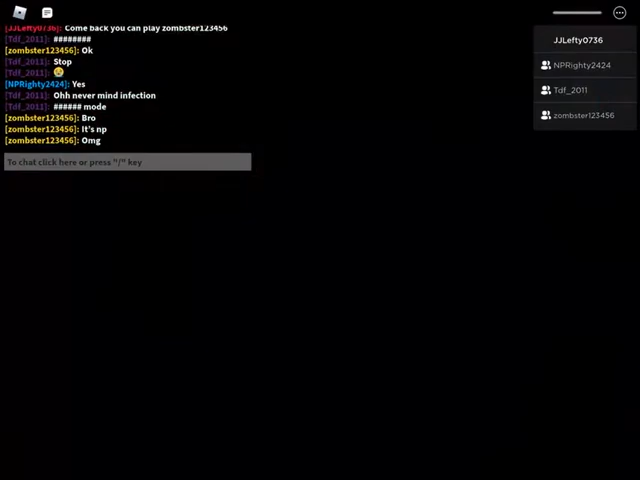 [JJLefty0736]: Come back you can play zombster123456
[Tdf_2011]: ########
[zombster123456]: Ok
[Tdf_2011]: Stop
[Tdf_2011]: 😢
[NPRighty2424]: Yes
[Tdf_2011]: Ohh never mind infection
[Tdf_2011]: ###### mode
[zombster123456]: Bro
[zombster123456]: It's np
[zombster123456]: Omg
To chat click here or press "/" key
JJLefty0736
NPRighty2424
Tdf_2011
zombster123456